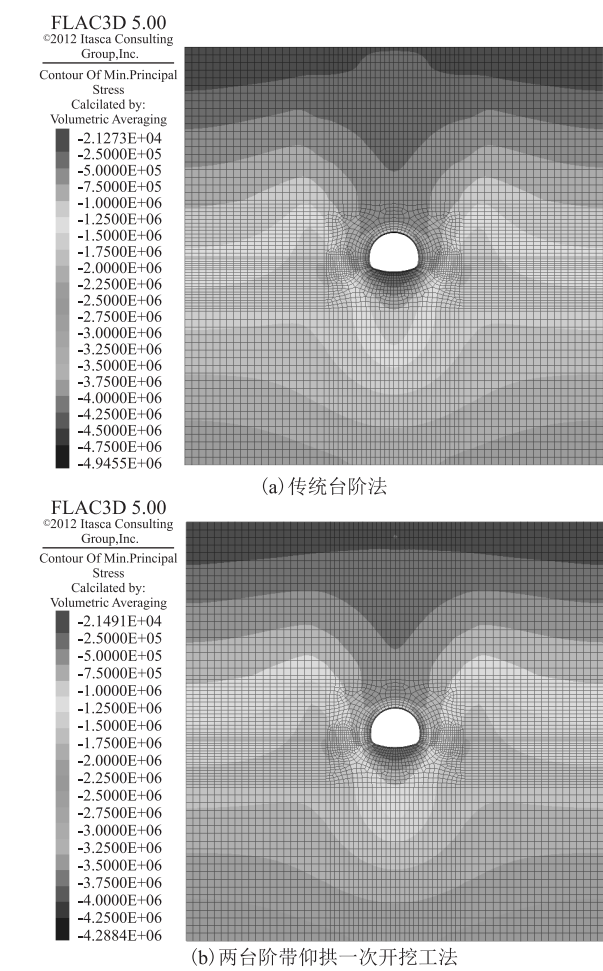 FLAC3D 5.00
©2012 Itasca Consulting
Group,Inc.
Contour Of Min.Principal
Stress
Calcilated by:
Volumetric Averaging
-2.1273E+04
-2.5000E+05
-5.0000E+05
-7.5000E+05
-1.0000E+06
-1.2500E+06
-1.5000E+06
-1.7500E+06
-2.0000E+06
-2.2500E+06
-2.5000E+06
-2.7500E+06
-3.0000E+06
-3.2500E+06
-3.5000E+06
-3.7500E+06
-4.0000E+06
-4.2500E+06
-4.5000E+06
-4.7500E+06
-4.9455E+06
(a)传统台阶法
FLAC3D 5.00
©2012 Itasca Consulting
Group,Inc.
Contour Of Min.Principal
Stress
Calcilated by:
Volumetric Averaging
-2.1491E+04
-2.5000E+05
-5.0000E+05
-7.5000E+05
-1.0000E+06
-1.2500E+06
-1.5000E+06
-1.7500E+06
-2.0000E+06
-2.2500E+06
-2.5000E+06
-2.7500E+06
-3.0000E+06
-3.2500E+06
-3.5000E+06
-3.7500E+06
-4.0000E+06
-4.2500E+06
-4.2884E+06
(b)两台阶带仰拱一次开挖工法